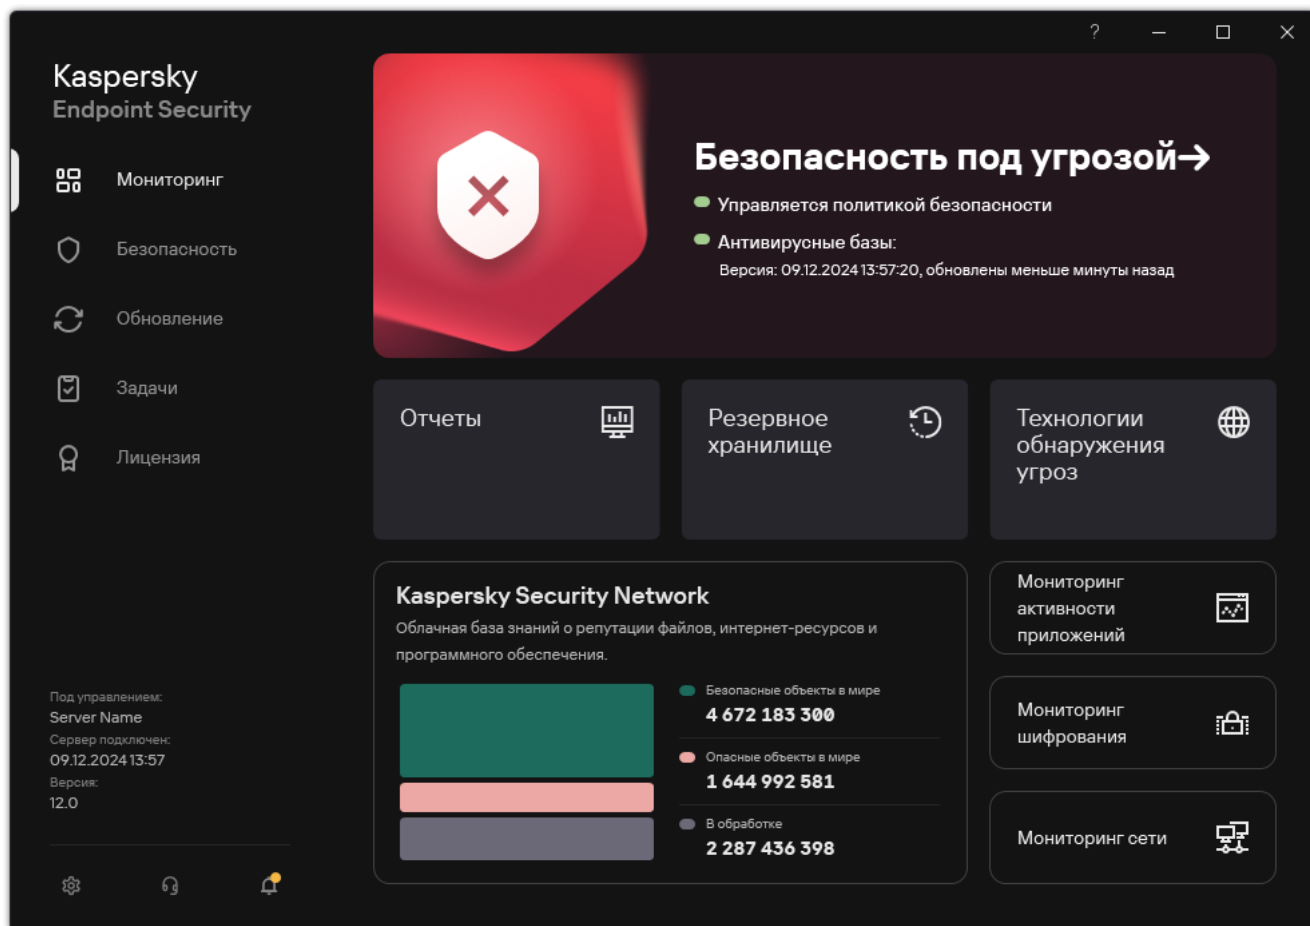 ?
Kaspersky
Endpoint Security
Мониторинг
Безопасность
Обновление
Задачи
Лицензия
Под управлением:
Server Name
Сервер подключен:
09.12.2024 13:57
Версия:
12.0
Безопасность под угрозой→
Управляется политикой безопасности
Антивирусные базы:
Версия: 09.12.2024 13:57:20, обновлены меньше минуты назад
Отчеты
Резервное
хранилище
Технологии
обнаружения
угроз
Kaspersky Security Network
Облачная база знаний о репутации файлов, интернет-ресурсов и
программного обеспечения.
Безопасные объекты в мире
4 672 183 300
Опасные объекты в мире
1 644 992 581
В обработке
2 287 436 398
Мониторинг
активности
приложений
Мониторинг
шифрования
Мониторинг сети